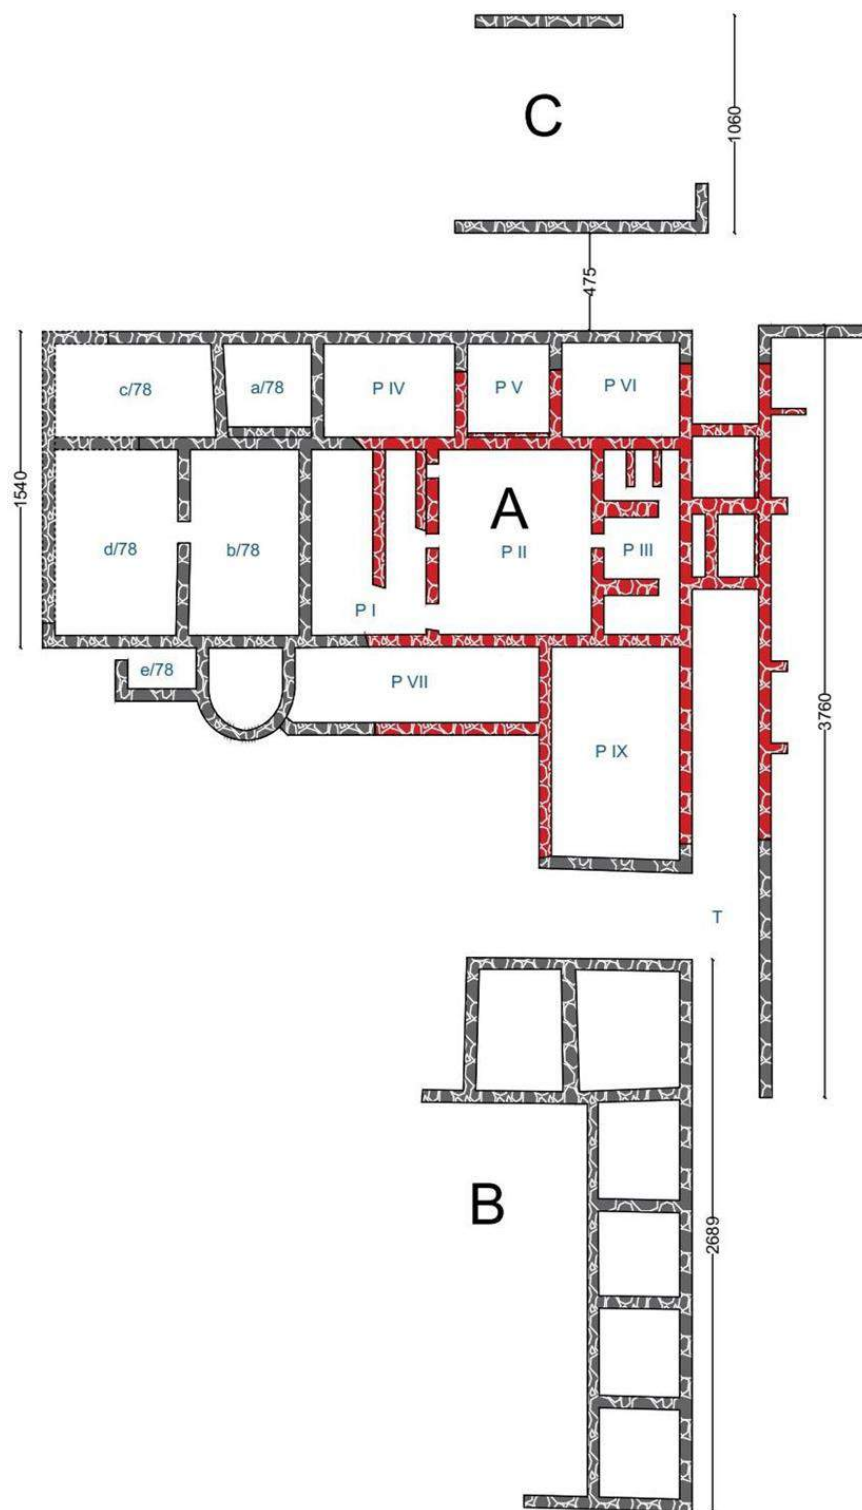 C
1060
475
c/78
a/78
P IV
P V
P VI
1540
d/78
b/78
A
P II
P III
P I
e/78
P VII
P IX
3760
T
B
2689